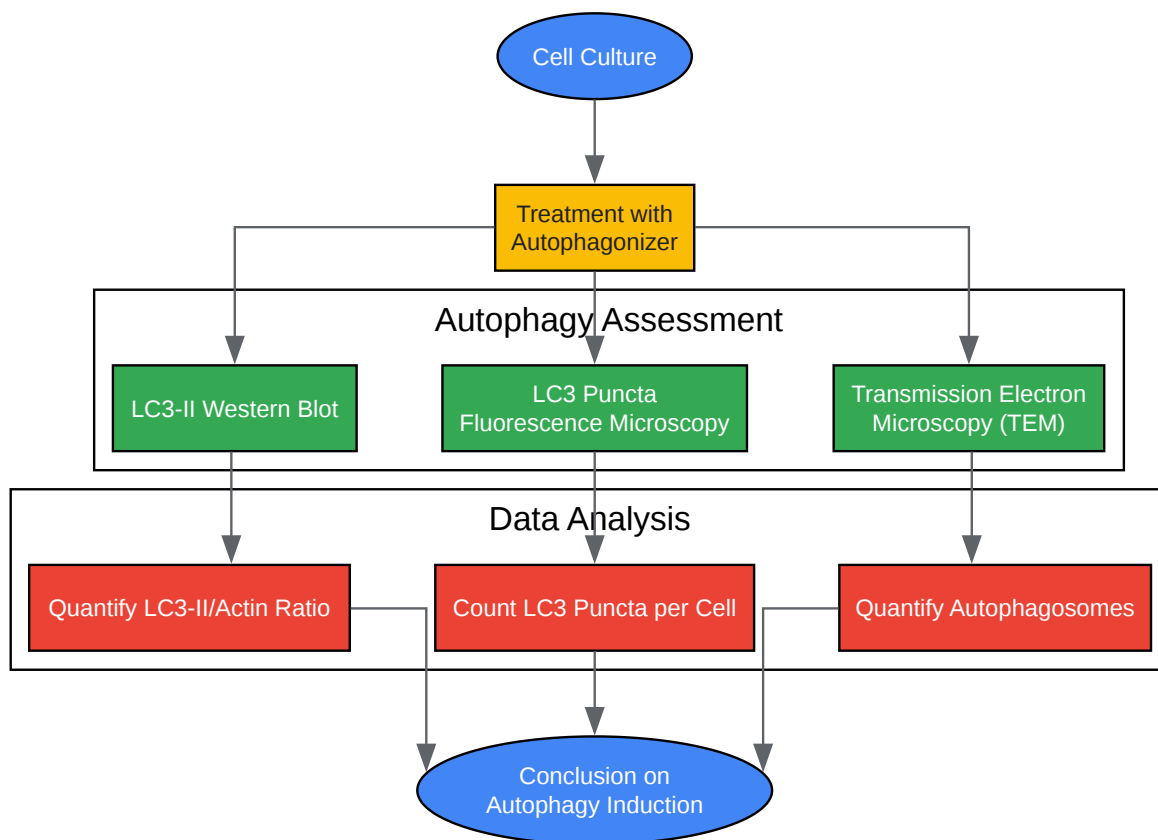 Cell Culture
Treatment with
Autophagonizer
Autophagy Assessment
LC3-II Western Blot
LC3 Puncta
Fluorescence Microscopy
Transmission Electron
Microscopy (TEM)
Data Analysis
Quantify LC3-II/Actin Ratio
Count LC3 Puncta per Cell
Quantify Autophagosomes
Conclusion on
Autophagy Induction